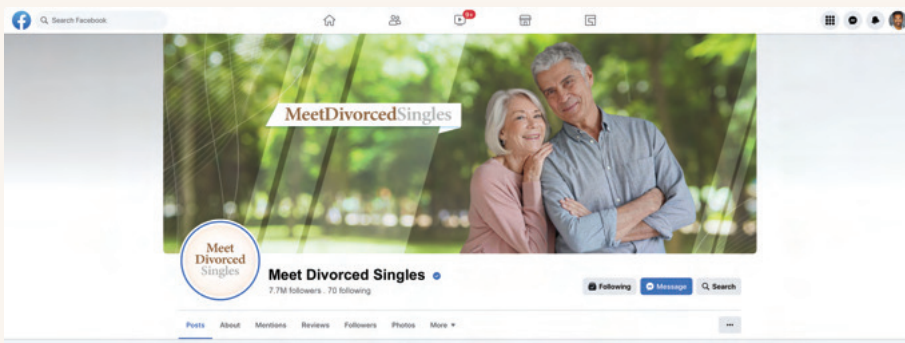 Search Facebook
9+
MeetDivorcedSingles
Meet
Divorced
Singles
Meet Divorced Singles
7.7M followers . 70 following
Following Message Search
Posts About Mentions Reviews Followers Photos More